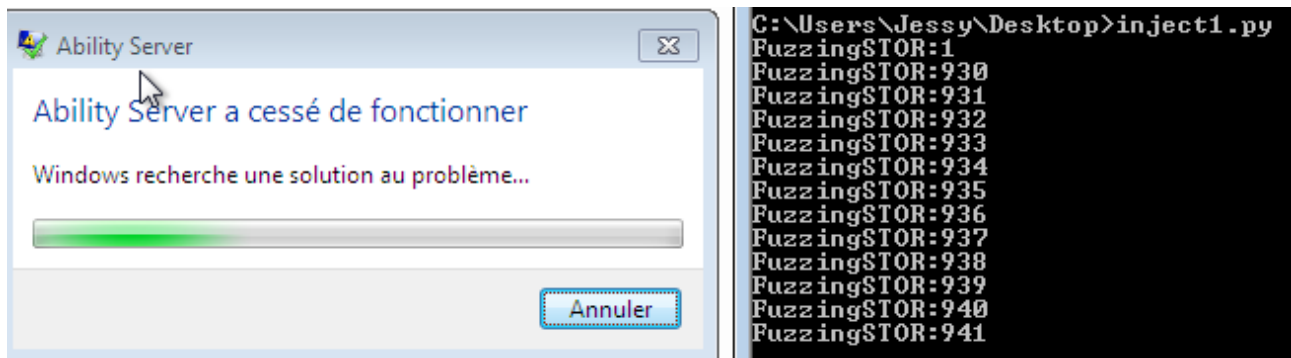 Ability Server
Ability Server a cessé de fonctionner
Windows recherche une solution au problème...
Annuler
C:\Users\Jessy\Desktop>inject1.py
FuzzingSTOR:1
FuzzingSTOR:930
FuzzingSTOR:931
FuzzingSTOR:932
FuzzingSTOR:933
FuzzingSTOR:934
FuzzingSTOR:935
FuzzingSTOR:936
FuzzingSTOR:937
FuzzingSTOR:938
FuzzingSTOR:939
FuzzingSTOR:940
FuzzingSTOR:941